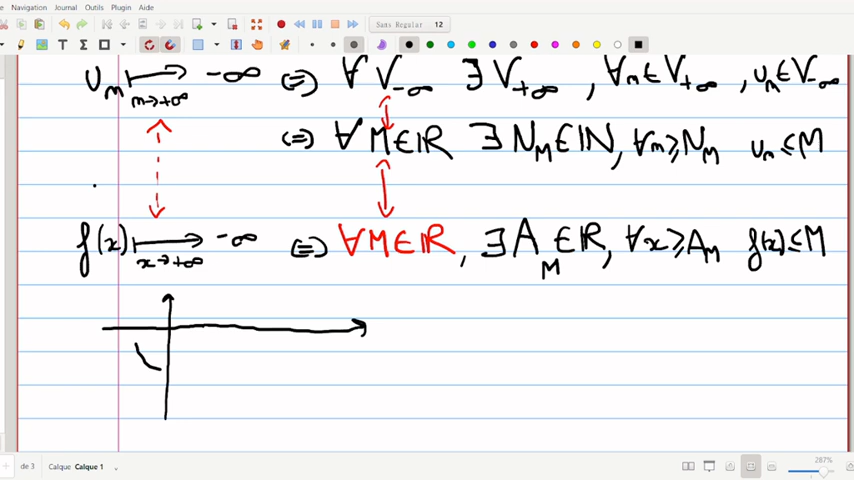 Navigation Journal Outils Plugin Aide
Sans Regular 12
u_n ⟼ -∞ ⇔ ∀ V_-∞ ∃ V_+∞, ∀n∈V_+∞, u_n∈V_-∞
n→+∞
⇔ ∀ M∈ℝ ∃ N_M∈ℕ, ∀n≥N_M u_n≤M
f(x) ⟼ -∞ ⇔ ∀M∈ℝ, ∃ A_M∈ℝ, ∀x≥A_M f(x)≤M
x→+∞
de 3 Calque Calque 1 287%